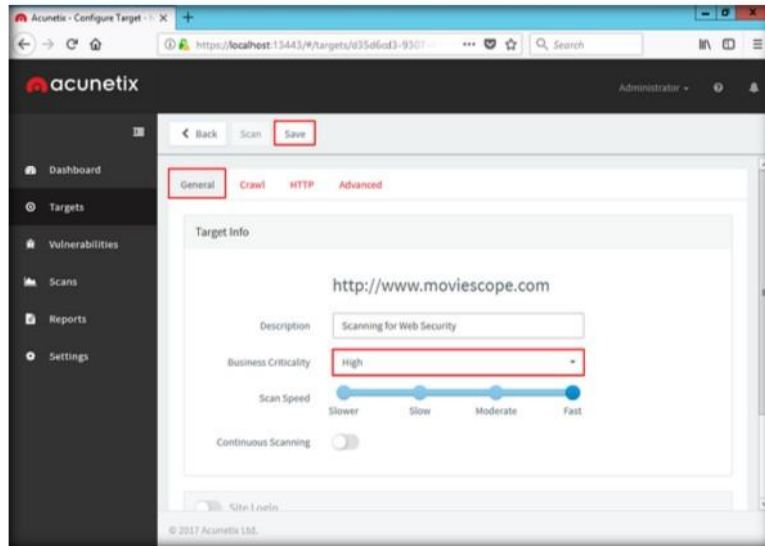 Acunetix - Configure Target -
https://localhost:13443/#/targets/d35d6cd3-9307-
Search
acunetix
Administrator
Back
Scan
Save
Dashboard
Targets
Vulnerabilities
Scans
Reports
Settings
General
Crawl
HTTP
Advanced
Target Info
http://www.moviescope.com
Description
Scanning for Web Security
Business Criticality
High
Scan Speed
Slower
Slow
Moderate
Fast
Continuous Scanning
Site Login
© 2017 Acunetix Ltd.